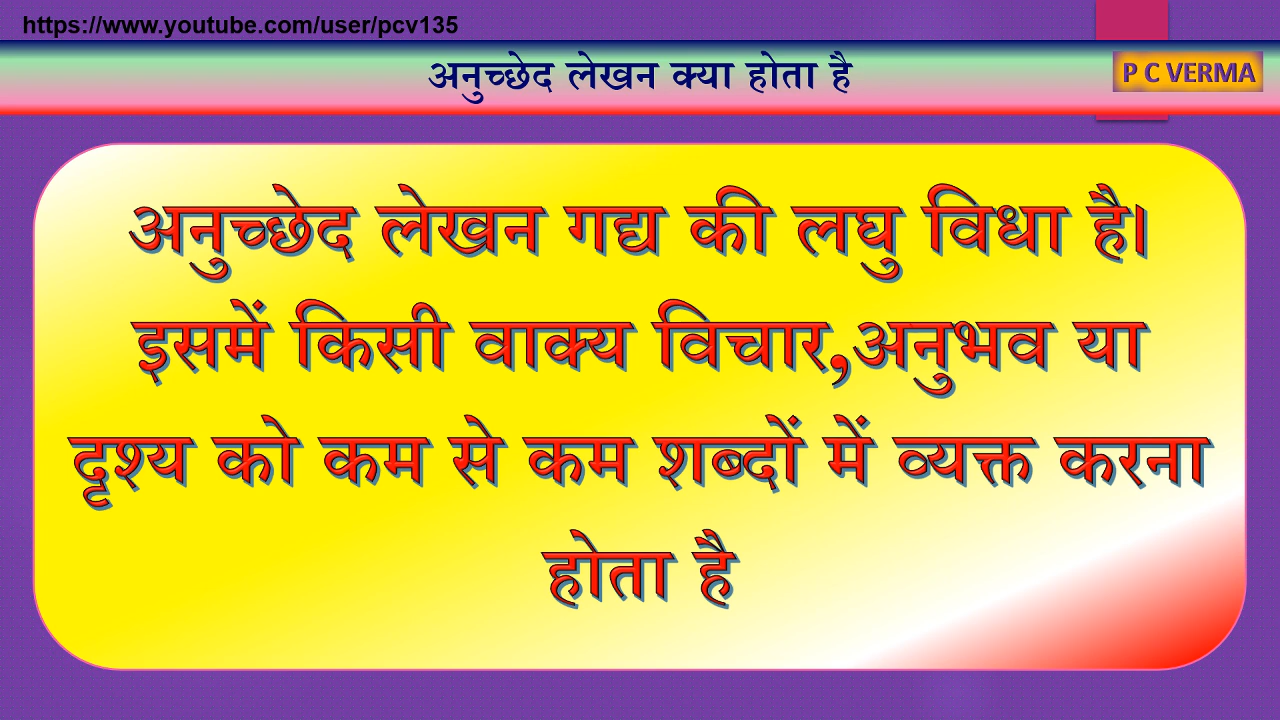 https://www.youtube.com/user/pcv135
अनुच्छेद लेखन क्या होता है
P C VERMA
अनुच्छेद लेखन गद्य की लघु विधा है।
इसमें किसी वाक्य विचार,अनुभव या
दृश्य को कम से कम शब्दों में व्यक्त करना
होता है